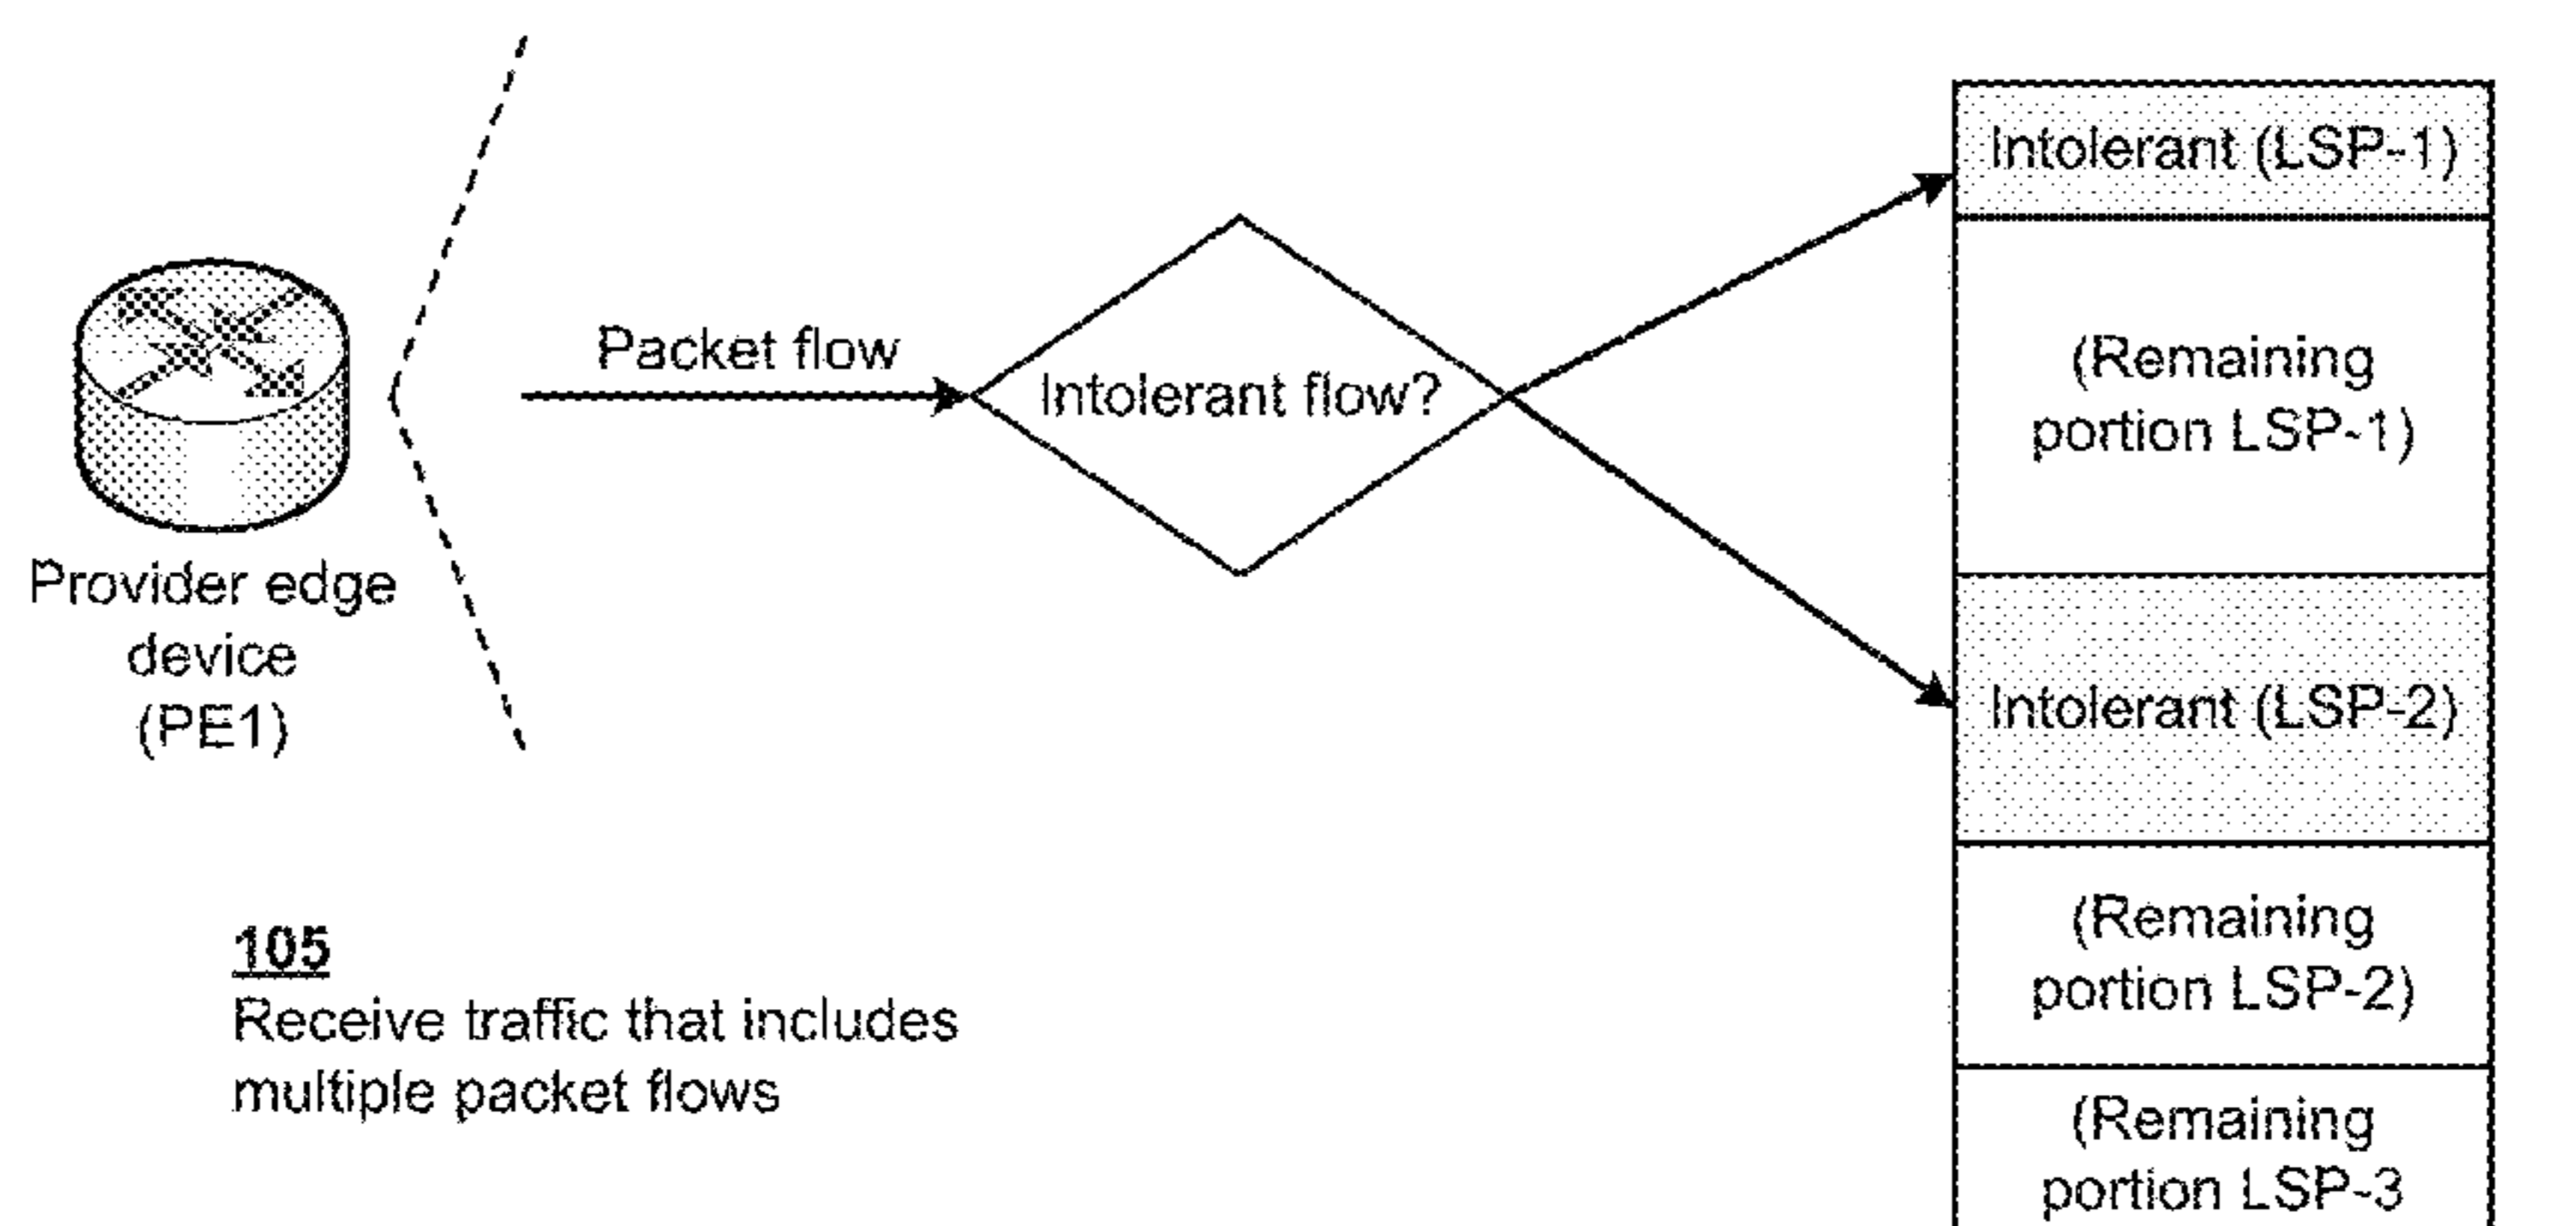 Provider edge
device
(PE1)
105
Receive traffic that includes
multiple packet flows
Packet flow
Intolerant flow?
Intolerant (LSP-1)
(Remaining
portion LSP-1)
Intolerant (LSP-2)
(Remaining
portion LSP-2)
(Remaining
portion LSP-3